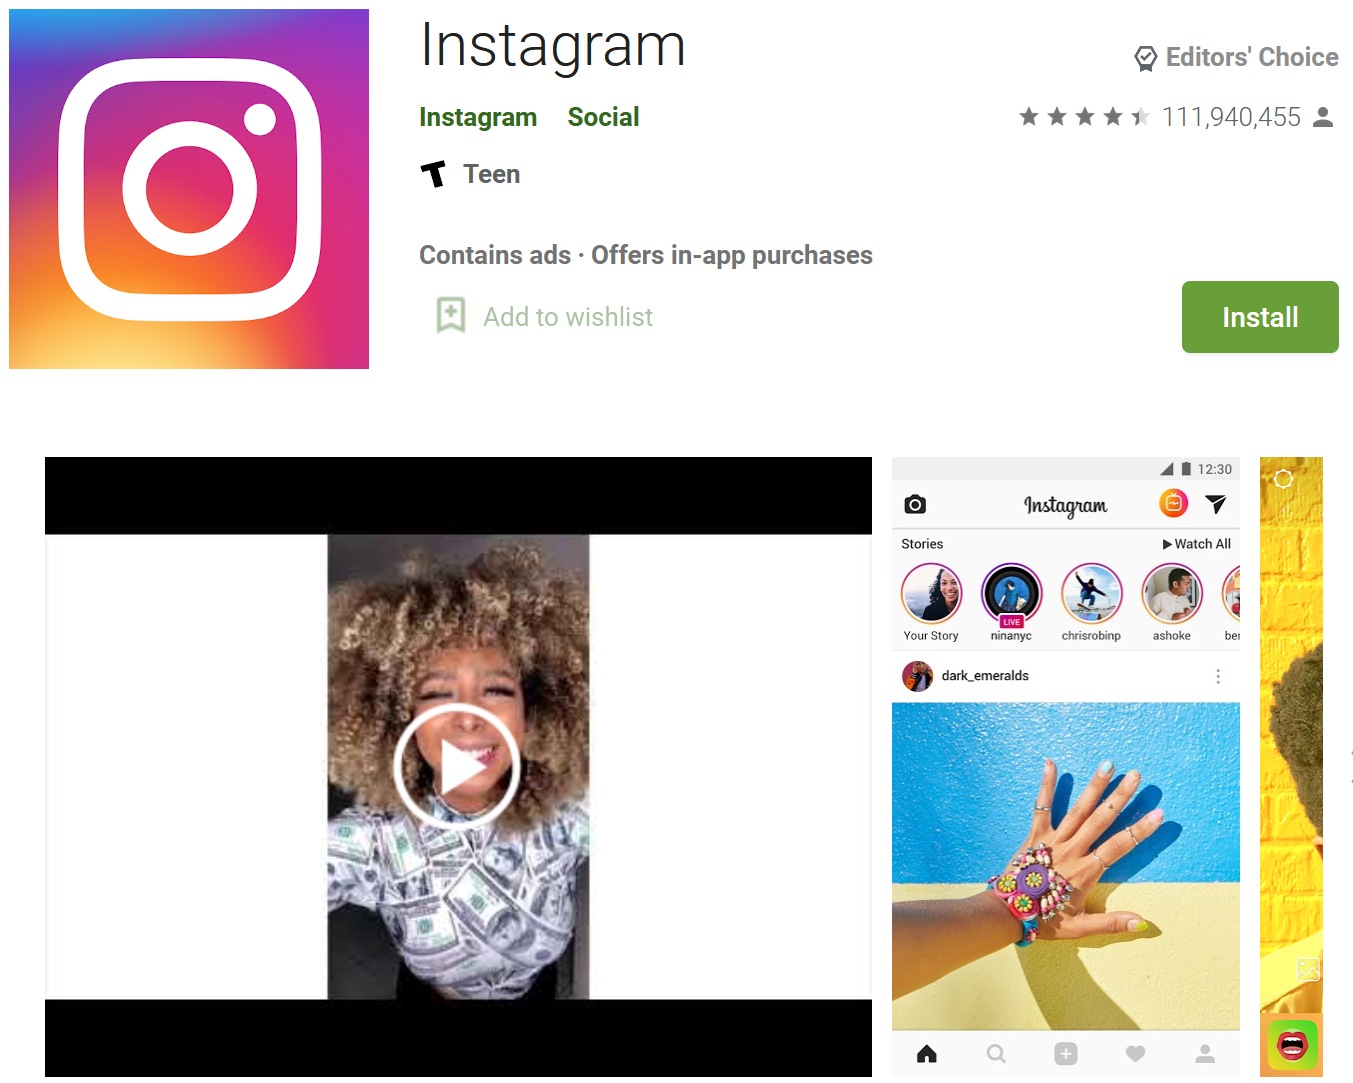 Instagram
Editors' Choice
Instagram Social
111,940,455
Teen
Contains ads · Offers in-app purchases
Add to wishlist
Install
12:30
Instagram
Stories
Watch All
LIVE
Your Story
ninanyc
chrisrobinp
ashoke
ber
dark_emeralds